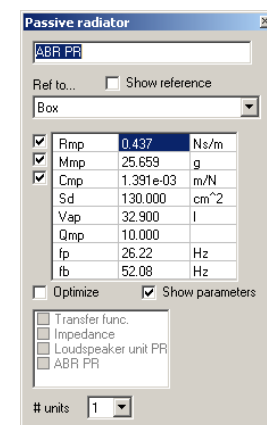 Passive radiator
ABR PR
Ref to... Show reference
Box
Rmp 0.437 Ns/m
Mmp 25.659 g
Cmp 1.391e-03 m/N
Sd 130.000 cm^2
Vap 32.900 l
Qmp 10.000
fp 26.22 Hz
fb 52.08 Hz
Optimize Show parameters
Transfer func.
Impedance
Loudspeaker unit PR
ABR PR
# units 1